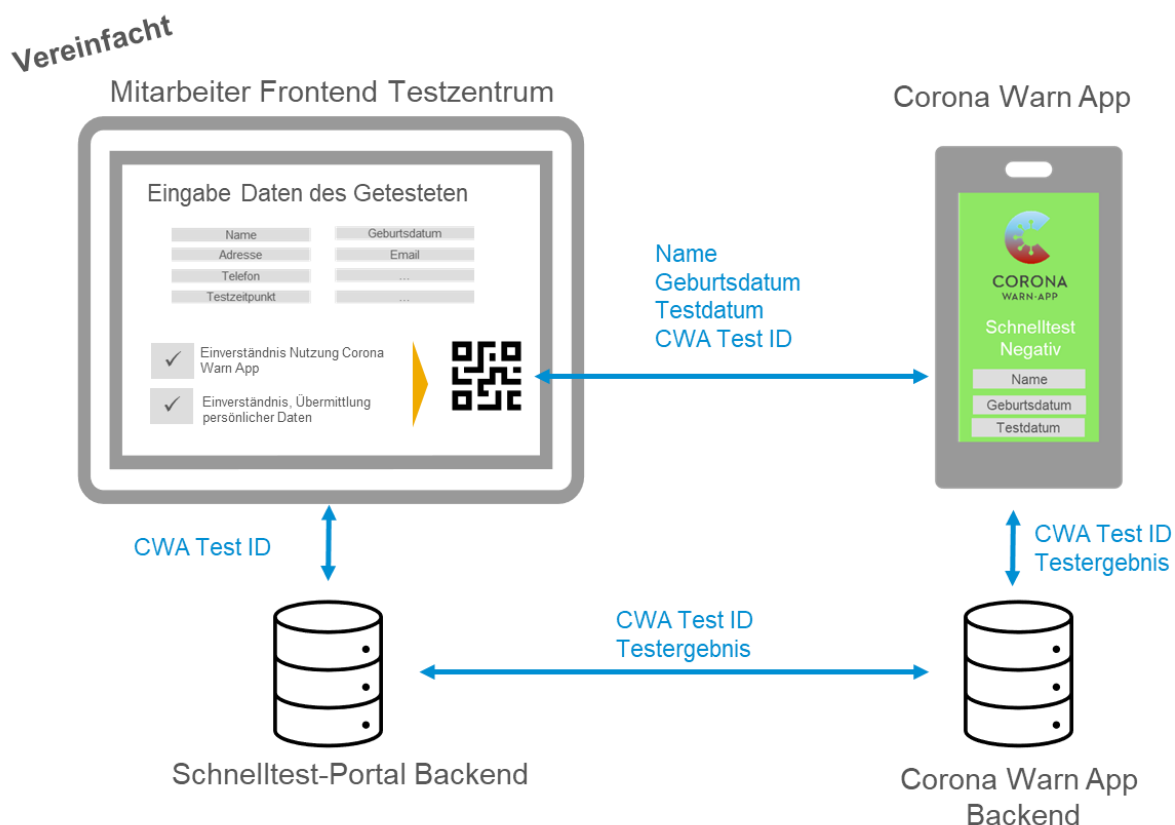 Vereinfacht
Mitarbeiter Frontend Testzentrum
Eingabe Daten des Getesteten
Name
Geburtsdatum
Adresse
Email
Telefon
...
Testzeitpunkt
...
Einverständnis Nutzung Corona
Warn App
Einverständnis, Übermittlung
persönlicher Daten
Name
Geburtsdatum
Testdatum
CWA Test ID
Corona Warn App
CORONA
WARN-APP
Schnelltest
Negativ
Name
Geburtsdatum
Testdatum
CWA Test ID
CWA Test ID
Testergebnis
CWA Test ID
Testergebnis
Schnelltest-Portal Backend
Corona Warn App
Backend